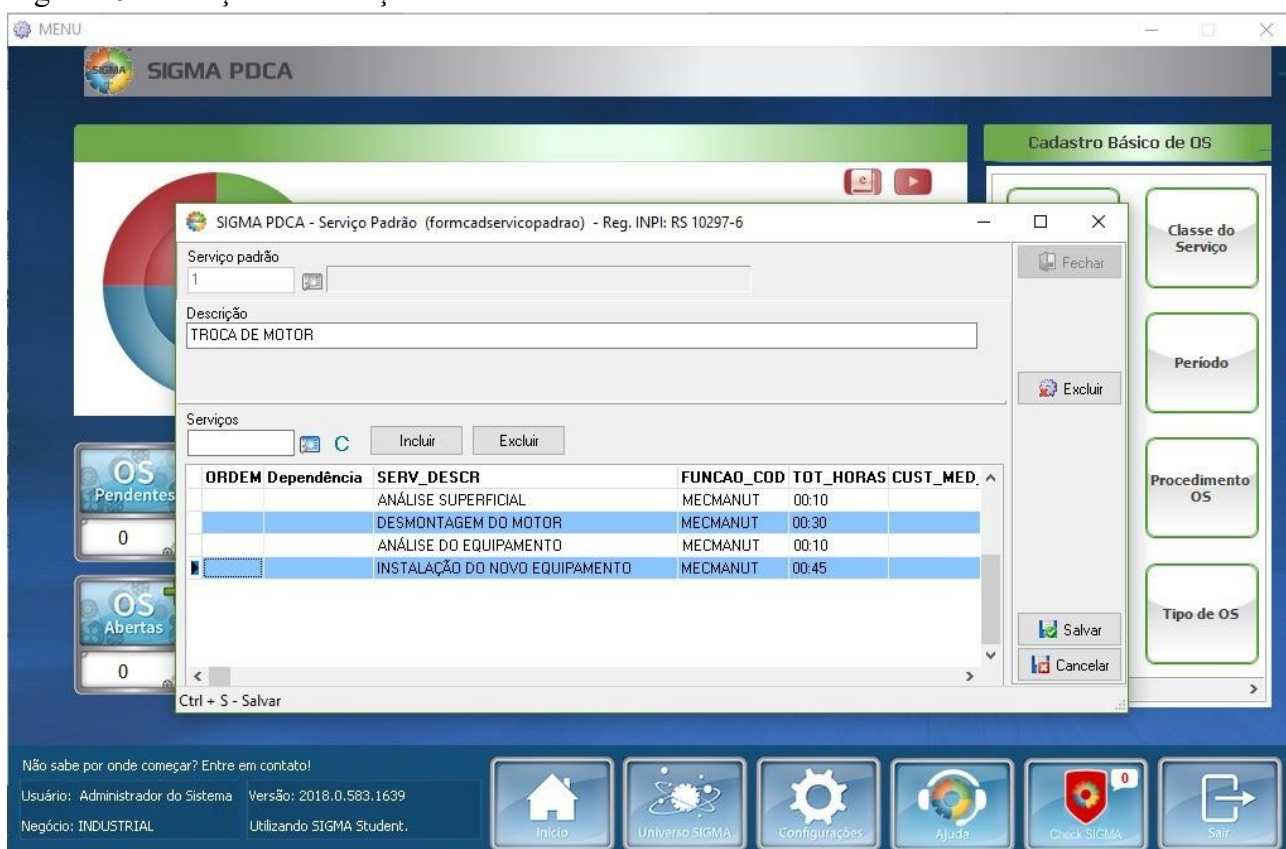 MENU
SIGMA
SIGMA PDCA
Cadastro Básico de OS
SIGMA PDCA - Serviço Padrão (formcadservicopadrao) - Reg. INPI: RS 10297-6
Serviço padrão
1
Fechar
Classe do
Serviço
Descrição
TROCA DE MOTOR
Período
Excluir
Serviços
C
Incluir
Excluir
ORDEM Dependência SERV_DESCR FUNCAO_COD TOT_HORAS CUST_MED_
ANÁLISE SUPERFICIAL MECMANUT 00:10
DESMONTAGEM DO MOTOR MECMANUT 00:30
ANÁLISE DO EQUIPAMENTO MECMANUT 00:10
INSTALAÇÃO DO NOVO EQUIPAMENTO MECMANUT 00:45
OS
Pendentes
0
Procedimento
OS
OS
Abertas
0
Tipo de OS
Salvar
Cancelar
Ctrl + S - Salvar
Não sabe por onde começar? Entre em contato!
Usuário: Administrador do Sistema Versão: 2018.0.583.1639
Negócio: INDUSTRIAL Utilizando SIGMA Student.
Início
Universo SIGMA
Configurações
Ajuda
0
Check SIGMA
Sair